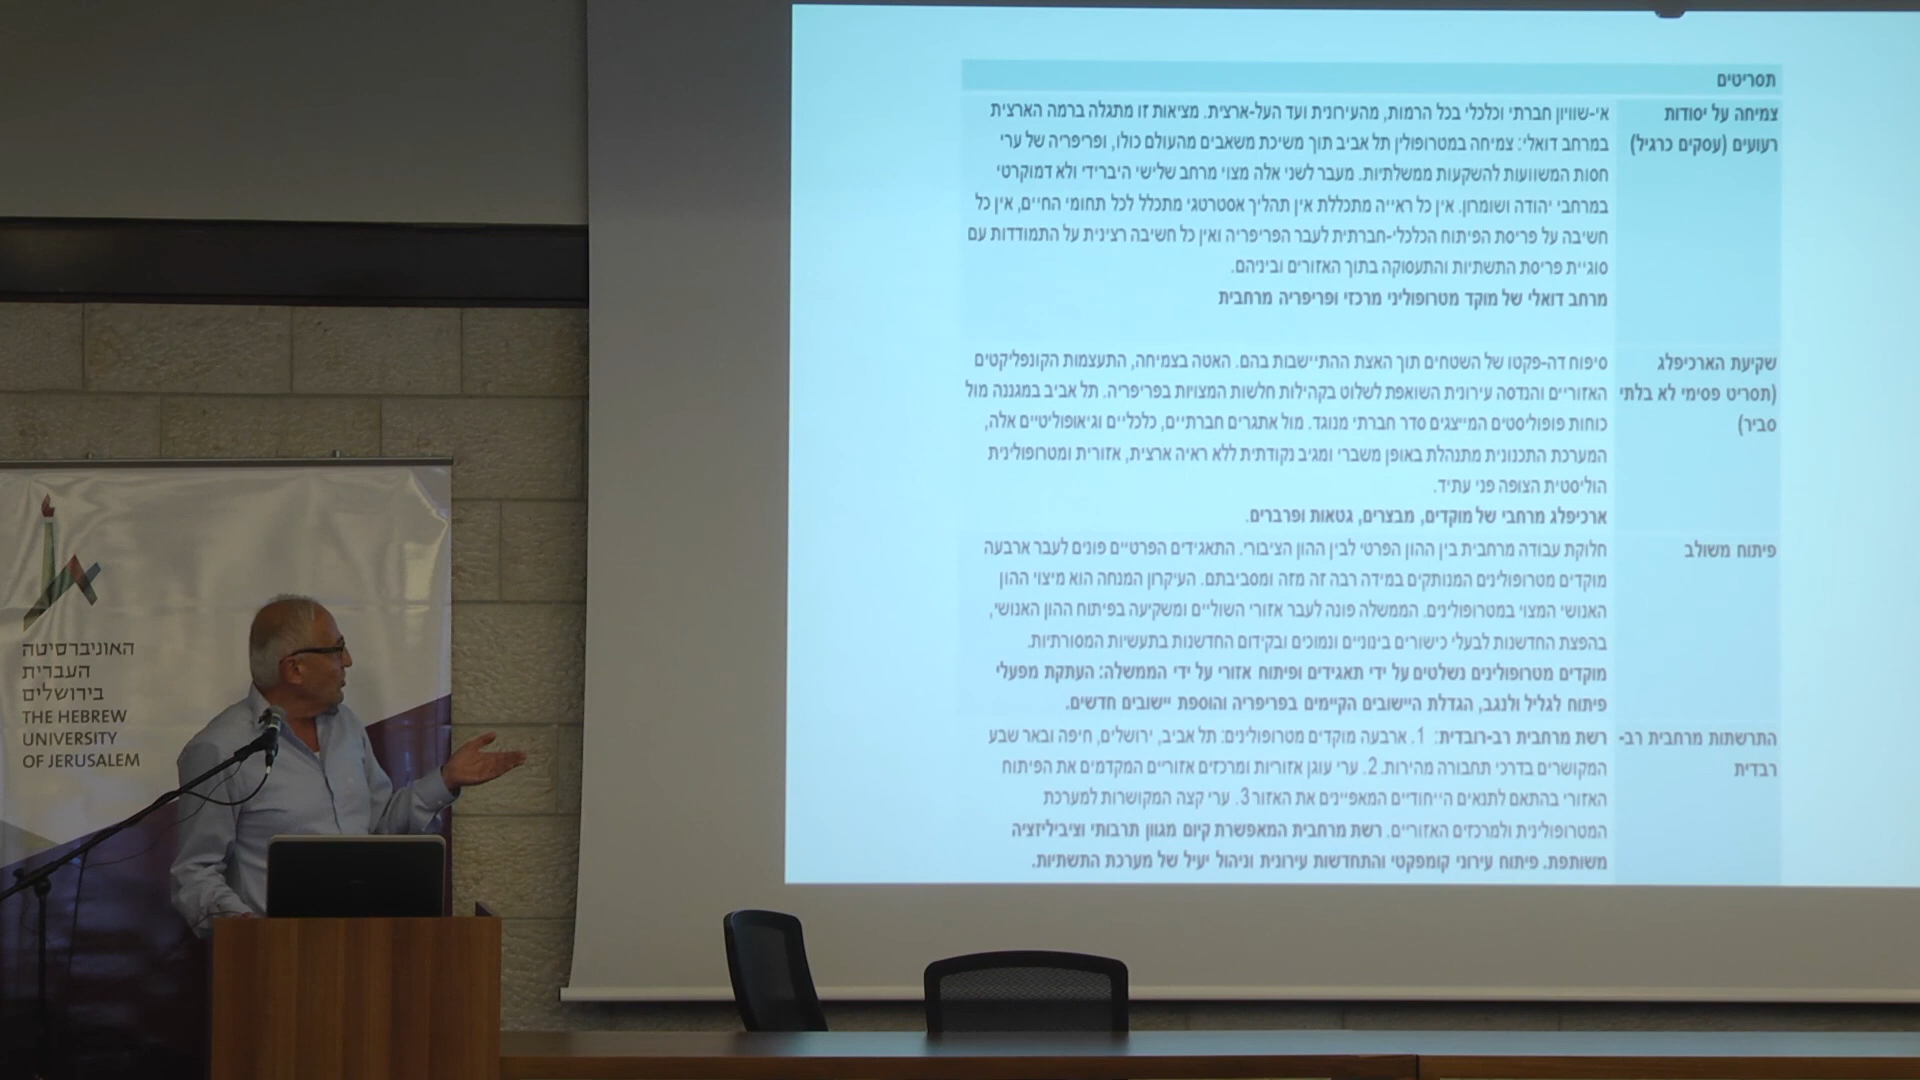 תסריטים
צמיחה על יסודות
רעועים (עסקים כרגיל)
אי-שוויון חברתי וכלכלי בכל הרמות, מהעירונית ועד העל-ארצית. מציאות זו מתגלה ברמה הארצית
במרחב דואלי: צמיחה במטרופולין תל אביב תוך משיכת משאבים מהעולם כולו, ופריפריה של ערי
חסות המשוועות להשקעות ממשלתיות. מעבר לשני אלה מצוי מרחב שלישי היברידי ולא דמוקרטי
במרחבי יהודה ושומרון. אין כל ראייה מתכללת אין תהליך אסטרטגי מתכלל לכל תחומי החיים, אין כל
חשיבה על פריסת הפיתוח הכלכלי-חברתית לעבר הפריפריה ואין כל חשיבה רצינית על התמודדות עם
סוגיית פריסת התשתיות והתעסוקה בתוך האזורים וביניהם.
מרחב דואלי של מוקד מטרופוליני מרכזי ופריפריה מרחבית
שקיעת הארכיפלג
(תסריט פסימי לא בלתי
סביר)
סיפוח דה-פקטו של השטחים תוך האצת ההתיישבות בהם. האטה בצמיחה, התעצמות הקונפליקטים
האזוריים והנדסה עירונית השואפת לשלוט בקהילות חלשות המצויות בפריפריה. תל אביב במגננה מול
כוחות פופוליסטים המייצגים סדר חברתי מנוגד. מול אתגרים חברתיים, כלכליים וגיאופוליטיים אלה,
המערכת התכנונית מתנהלת באופן משברי ומגיב נקודתית ללא ראיה ארצית, אזורית ומטרופולינית
הוליסטית הצופה פני עתיד.
ארכיפלג מרחבי של מוקדים, מבצרים, גטאות ופרברים.
פיתוח משולב
חלוקת עבודה מרחבית בין ההון הפרטי לבין ההון הציבורי. התאגידים הפרטיים פונים לעבר ארבעה
מוקדים מטרופולינים המנותקים במידה רבה זה מזה ומסביבתם. העיקרון המנחה הוא מיצוי ההון
האנושי המצוי במטרופולינים. הממשלה פונה לעבר אזורי השוליים ומשקיעה בפיתוח ההון האנושי,
בהפצת החדשנות לבעלי כישורים בינוניים ונמוכים ובקידום החדשנות בתעשיות המסורתיות.
מוקדים מטרופולינים נשלטים על ידי תאגידים ופיתוח אזורי על ידי הממשלה: העתקת מפעלי
פיתוח לגליל ולנגב, הגדלת היישובים הקיימים בפריפריה והוספת יישובים חדשים.
התרשתות מרחבית רב-
רבדית
רשת מרחבית רב-רובדית: 1. ארבעה מוקדים מטרופולינים: תל אביב, ירושלים, חיפה ובאר שבע
המקושרים בדרכי תחבורה מהירות. 2. ערי עוגן אזוריות ומרכזים אזוריים המקדמים את הפיתוח
האזורי בהתאם לתנאים הייחודיים המאפיינים את האזור 3. ערי קצה המקושרות למערכת
המטרופולינית ולמרכזים האזוריים. רשת מרחבית המאפשרת קיום מגוון תרבותי וציביליזציה
משותפת. פיתוח עירוני קומפקטי והתחדשות עירונית וניהול יעיל של מערכת התשתיות.
האוניברסיטה
העברית
בירושלים
THE HEBREW
UNIVERSITY
OF JERUSALEM